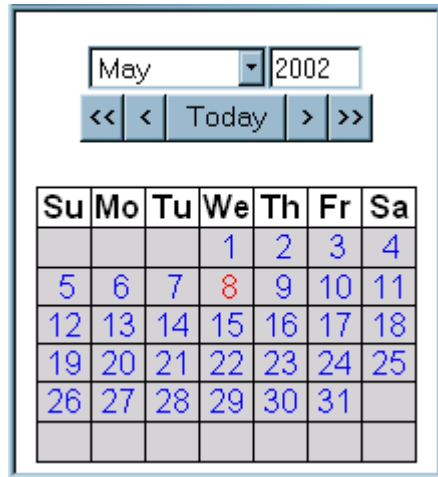 May 2002
<< < Today > >>
Su Mo Tu We Th Fr Sa
1 2 3 4
5 6 7 8 9 10 11
12 13 14 15 16 17 18
19 20 21 22 23 24 25
26 27 28 29 30 31